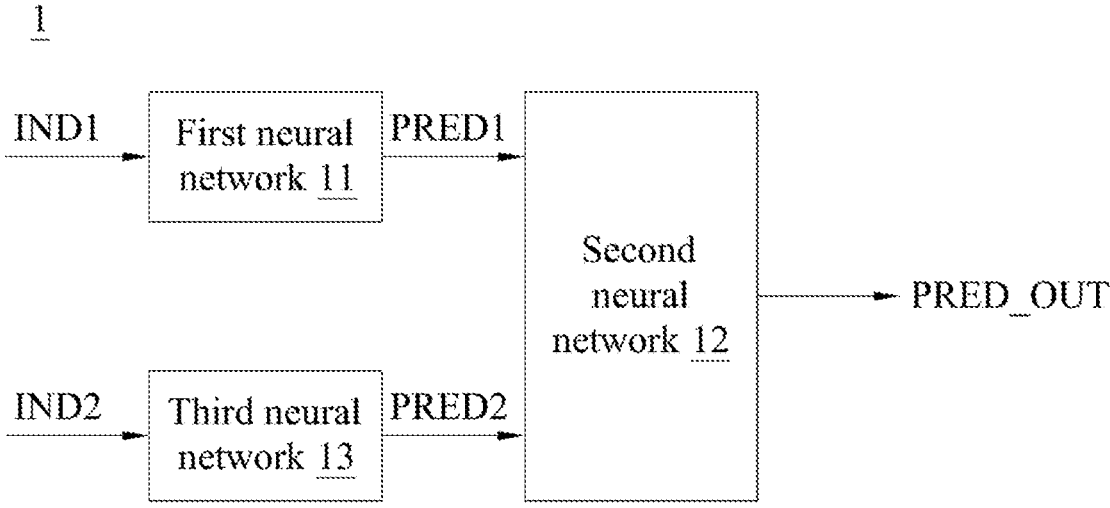 1
IND1
First neural
network 11
PRED1
Second
neural
network 12
PRED_OUT
IND2
Third neural
network 13
PRED2